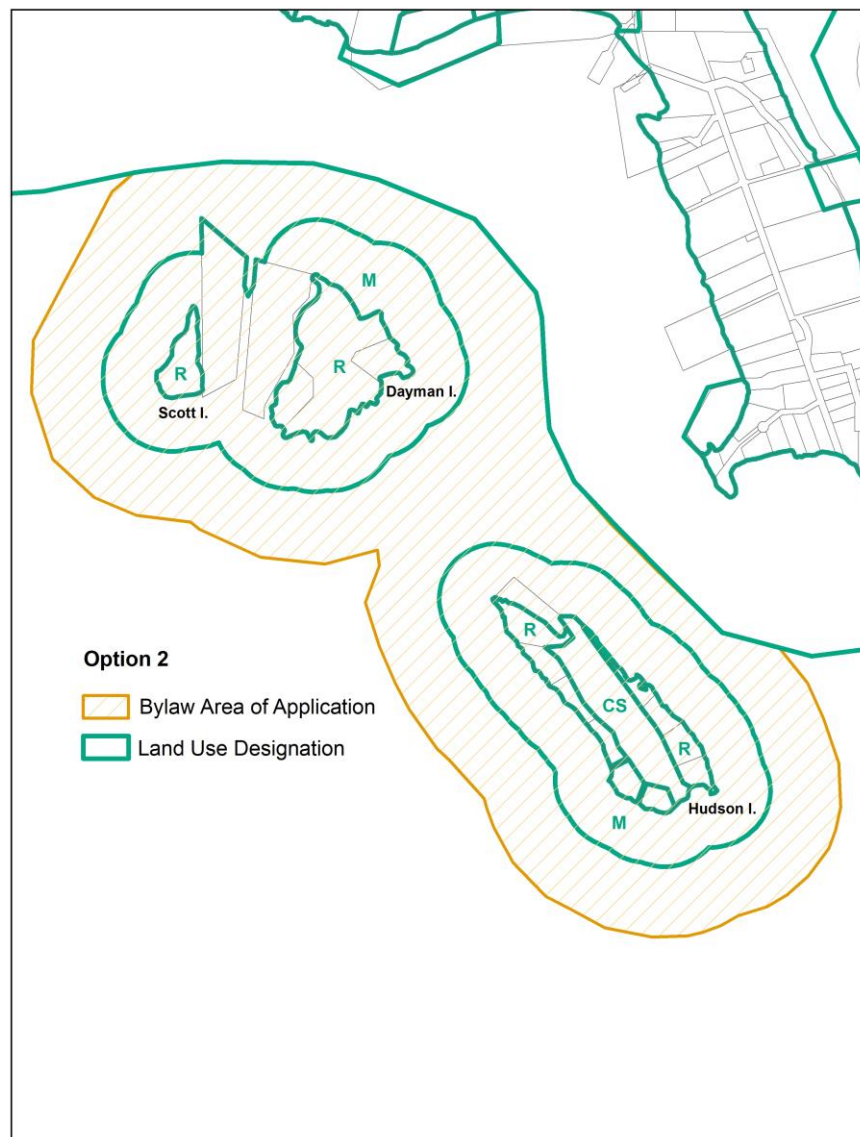 M
R
R
Scott I.
Dayman I.
R
CS
R
M
Hudson I.
Option 2
Bylaw Area of Application
Land Use Designation